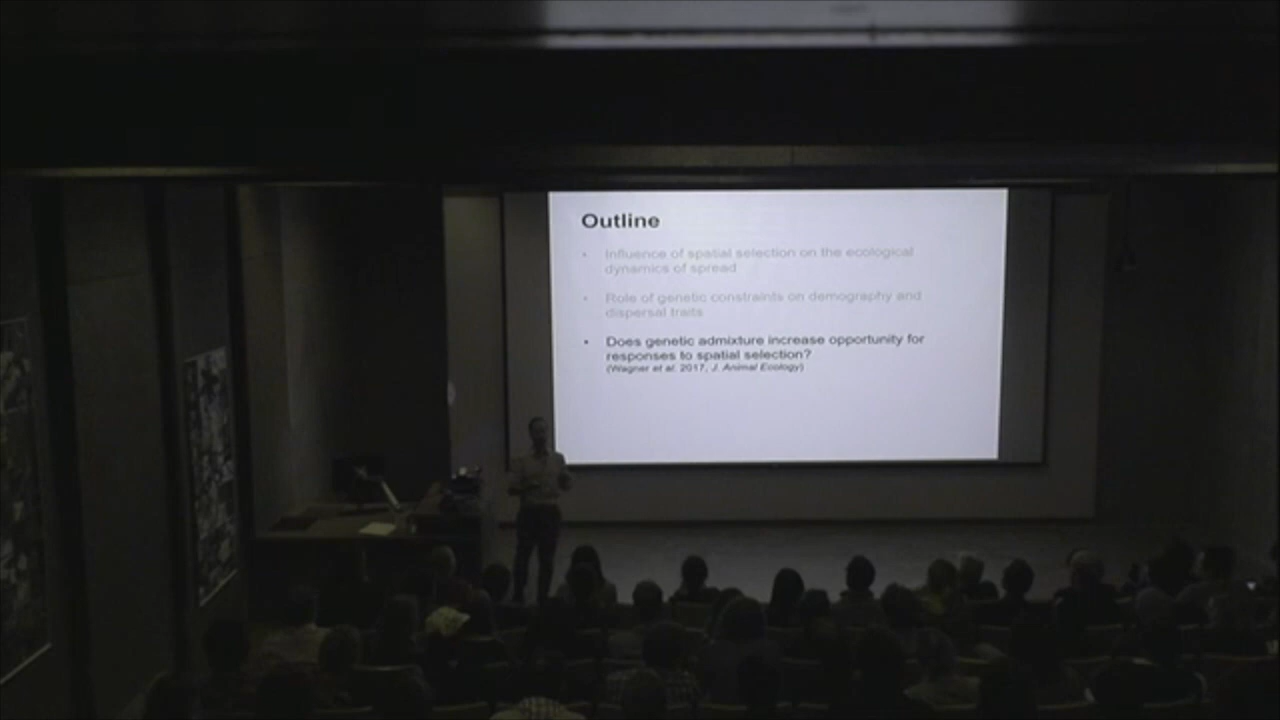 Outline
• Influence of spatial selection on the ecological
dynamics of spread
• Role of genetic constraints on demography and
dispersal traits
• Does genetic admixture increase opportunity for
responses to spatial selection?
(Wagner et al. 2017, J. Animal Ecology)